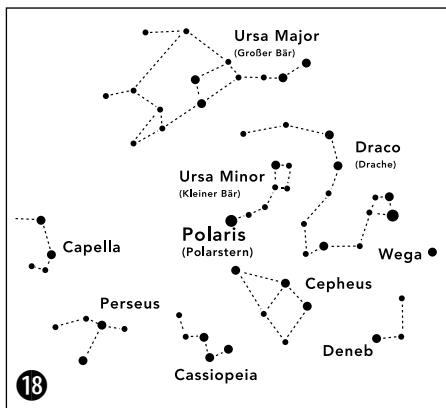 Ursa Major
(Großer Bär)
Draco
(Drache)
Ursa Minor
(Kleiner Bär)
Polaris
(Polarstern)
Capella
Wega
Cepheus
Perseus
Cassiopeia
Deneb
18